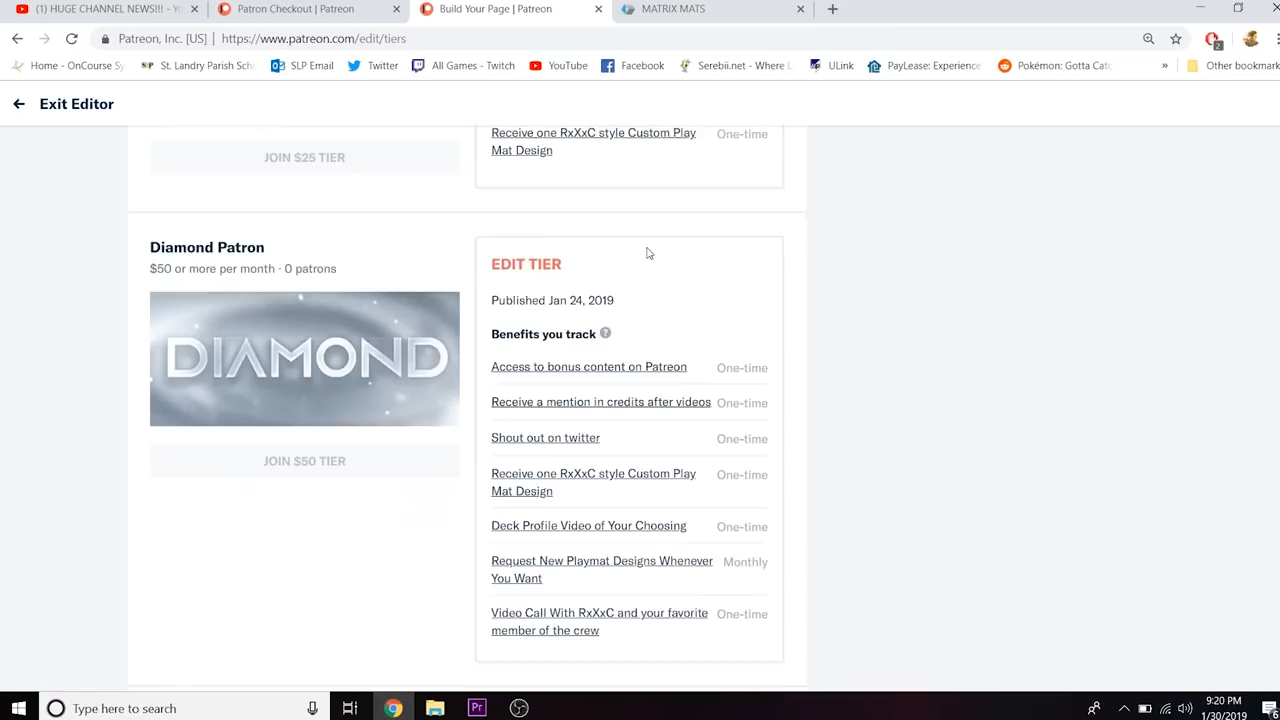 (1) HUGE CHANNEL NEWS!!! - Yo
Patron Checkout | Patreon
Build Your Page | Patreon
MATRIX MATS
Patreon, Inc. [US] | https://www.patreon.com/edit/tiers
2
Home - OnCourse Sy
St. Landry Parish Sch
SLP Email
Twitter
All Games - Twitch
YouTube
Facebook
Serebii.net - Where L
ULink
PayLease: Experience
Pokémon: Gotta Catc
»
Other bookmark
Exit Editor
JOIN $25 TIER
Receive one RxXxC style Custom Play
Mat Design
One-time
Diamond Patron
$50 or more per month · 0 patrons
DIAMOND
JOIN $50 TIER
EDIT TIER
Published Jan 24, 2019
Benefits you track ?
Access to bonus content on Patreon One-time
Receive a mention in credits after videos One-time
Shout out on twitter One-time
Receive one RxXxC style Custom Play
Mat Design
One-time
Deck Profile Video of Your Choosing One-time
Request New Playmat Designs Whenever
You Want
Monthly
Video Call With RxXxC and your favorite
member of the crew
One-time
Type here to search
Pr
9:20 PM
1/30/2019